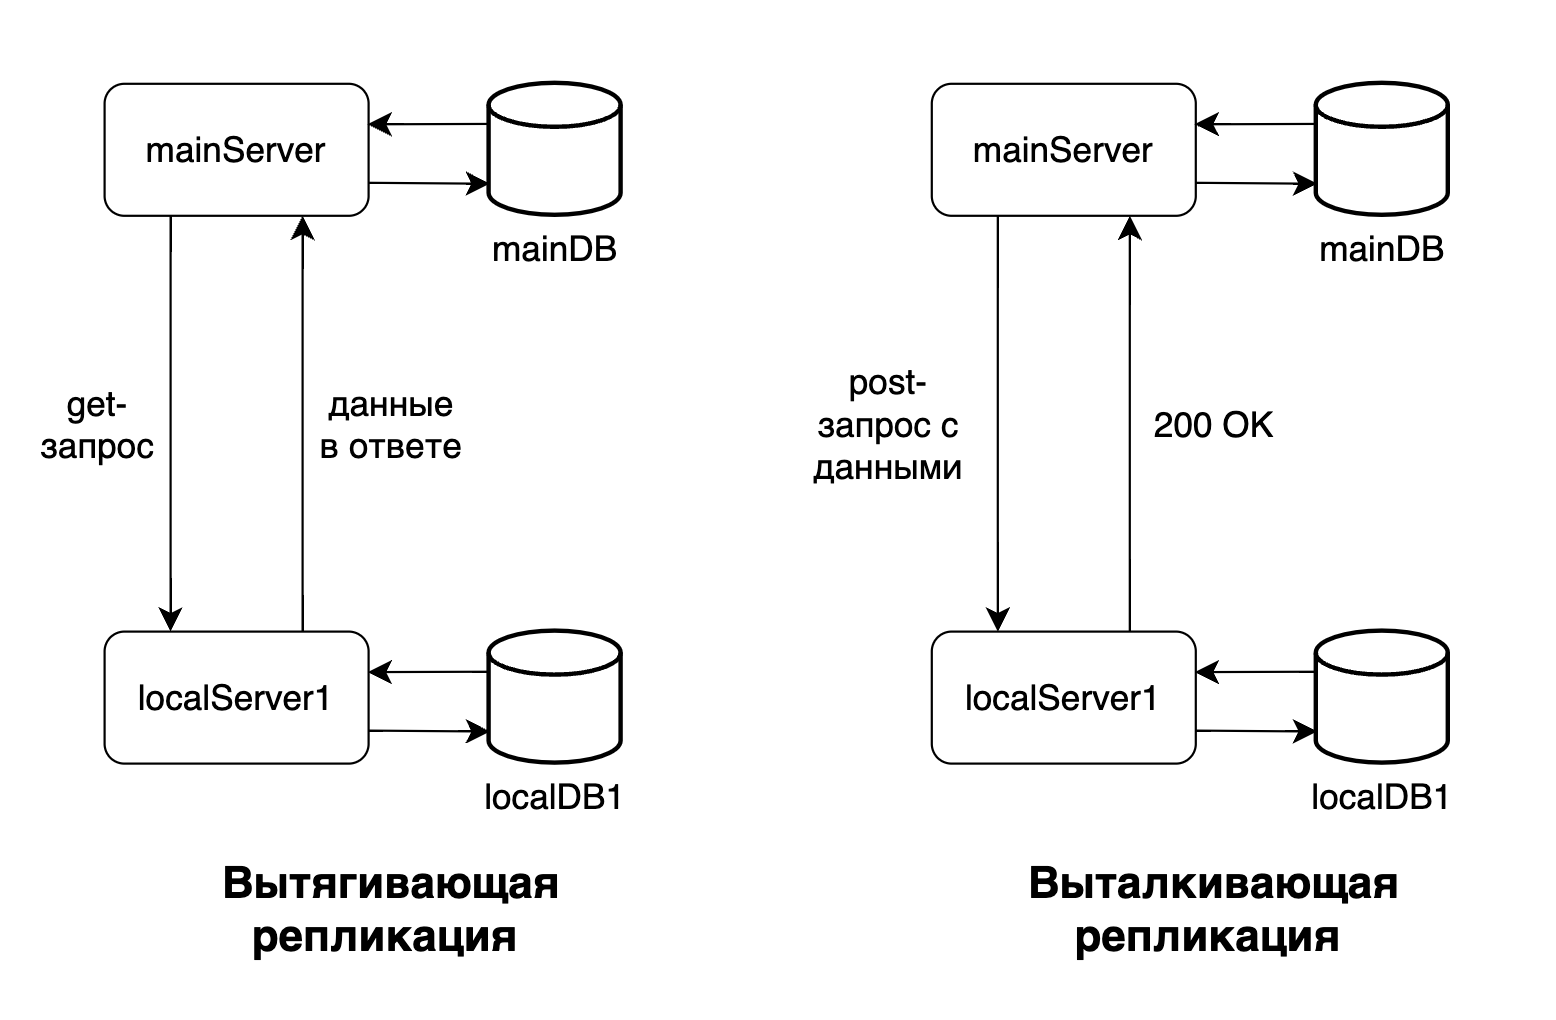 mainServer
mainDB
get-
запрос
данные
в ответе
localServer1
localDB1
Вытягивающая
репликация
mainServer
mainDB
post-
запрос с
данными
200 OK
localServer1
localDB1
Выталкивающая
репликация